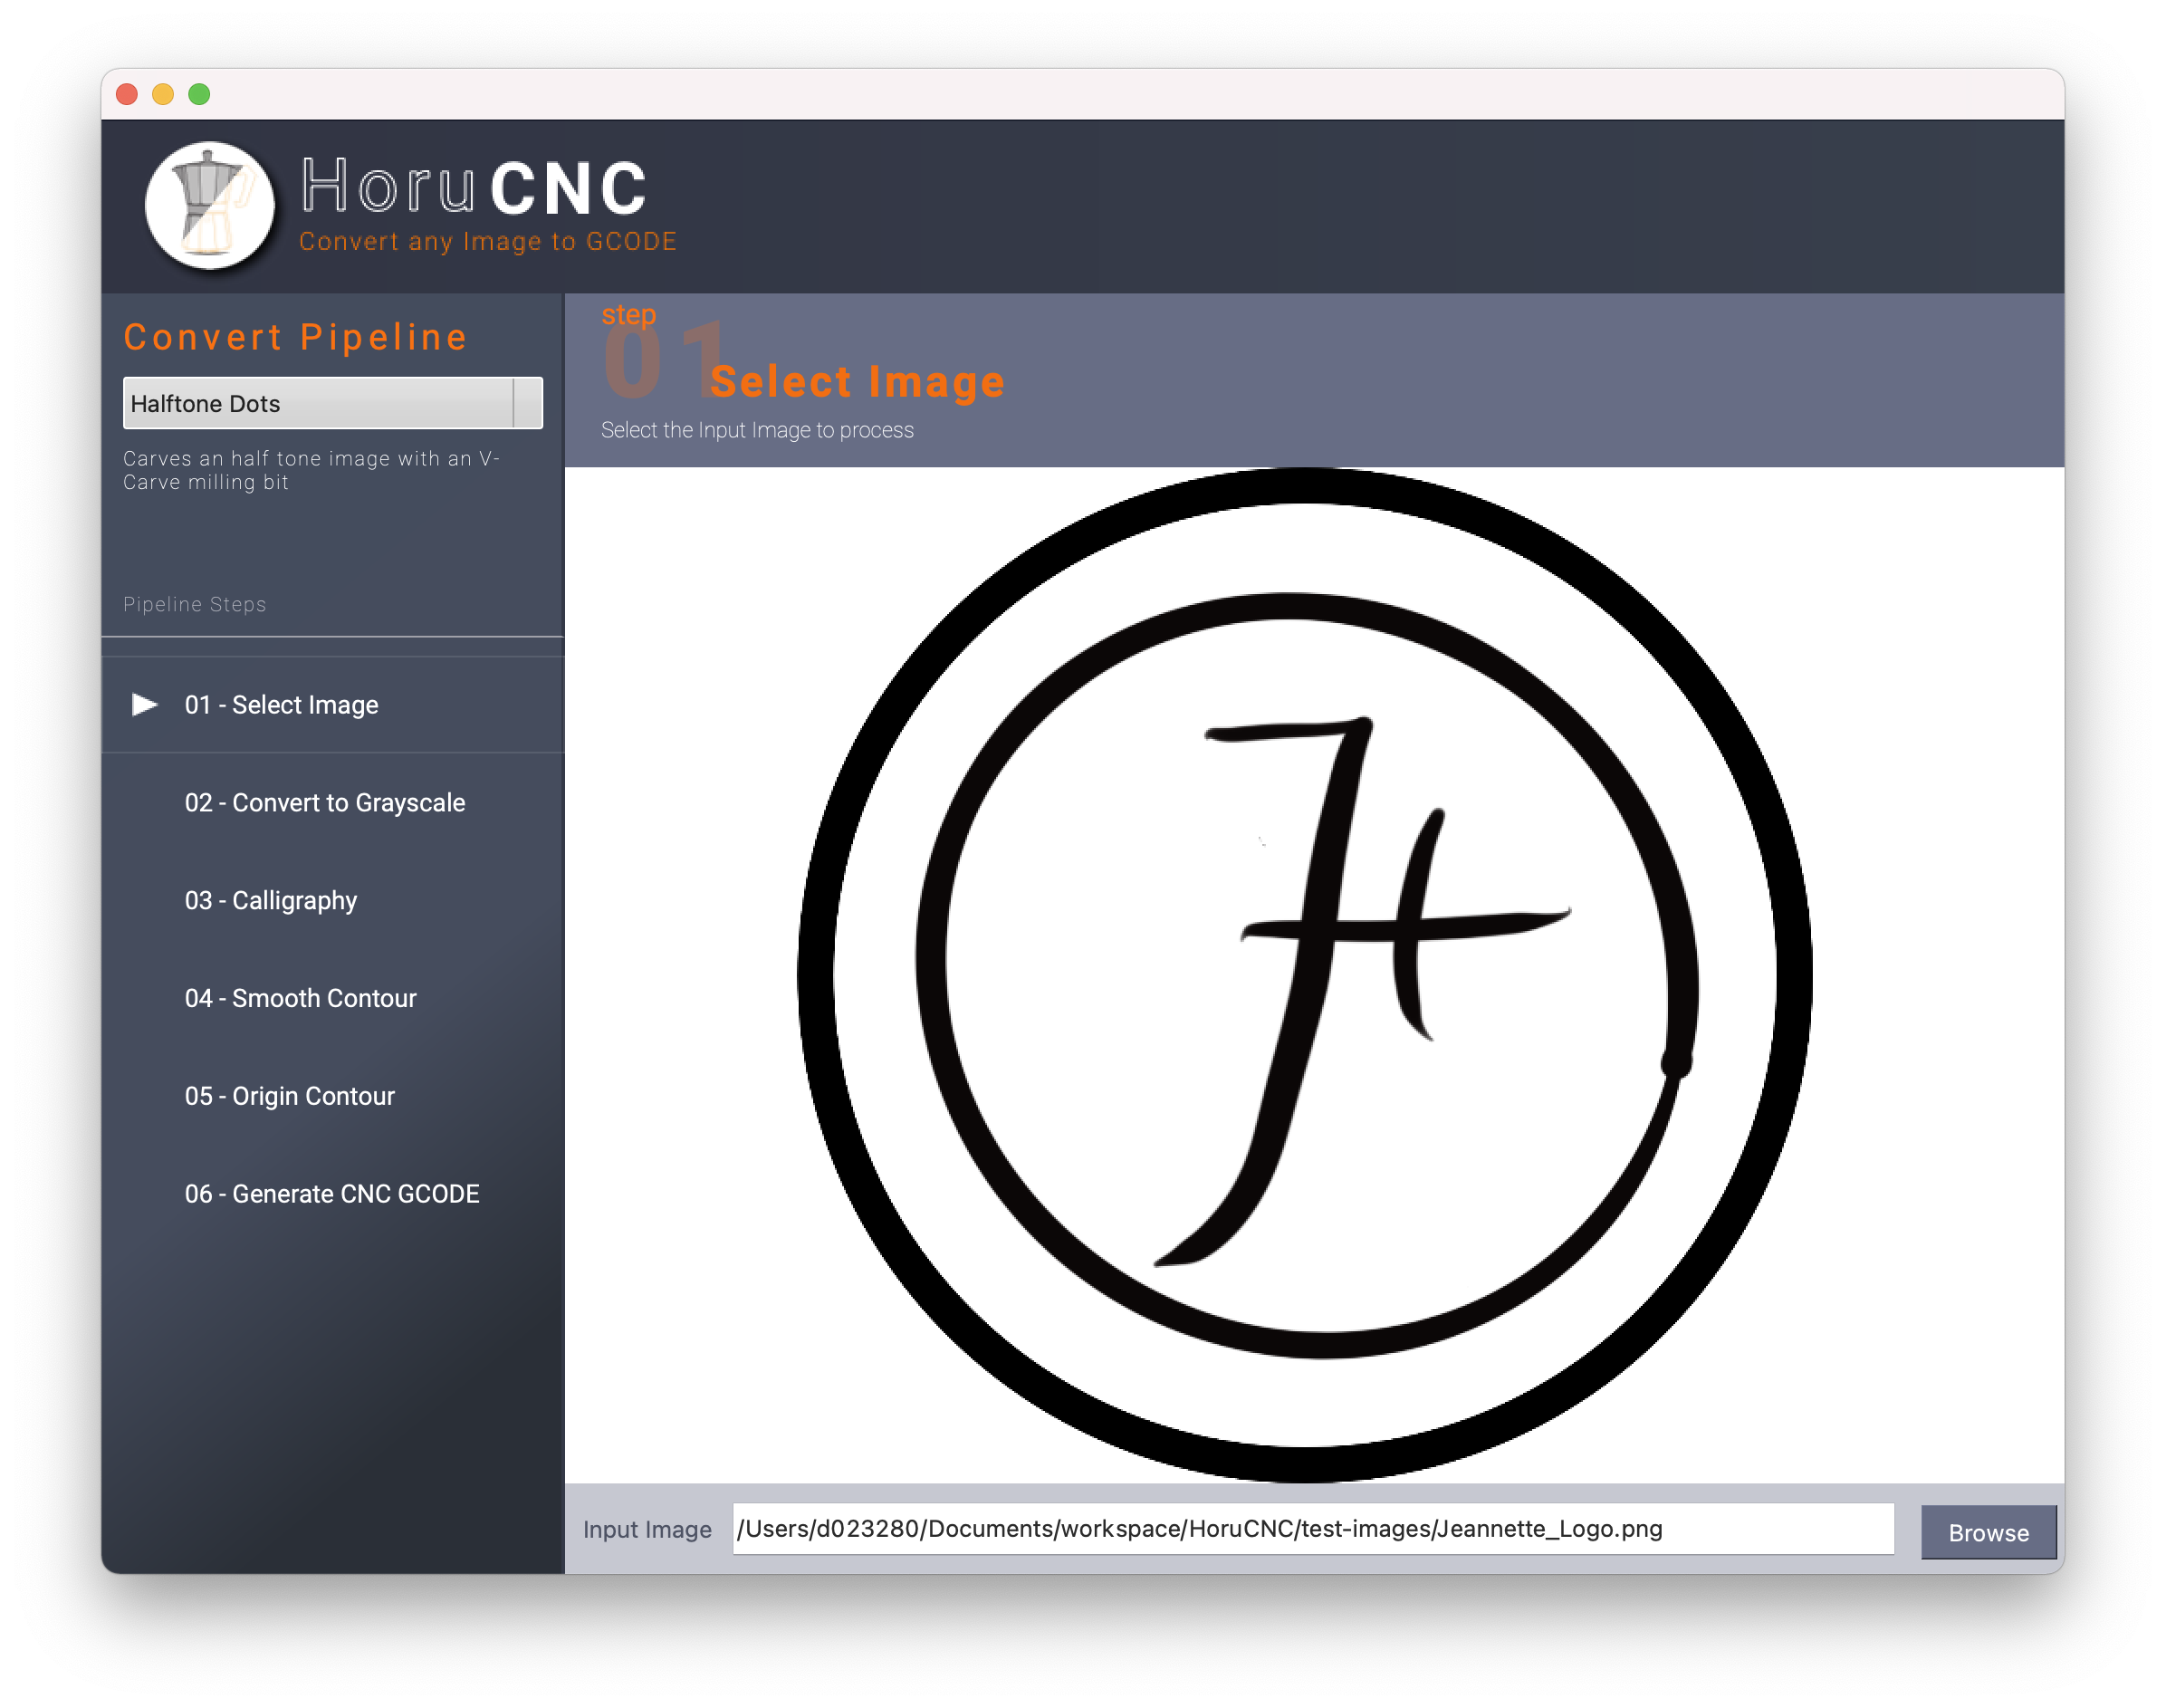 HoruCNC
Convert any Image to GCODE
Convert Pipeline
Halftone Dots
Carves an half tone image with an V-
Carve milling bit
Pipeline Steps
01 - Select Image
02 - Convert to Grayscale
03 - Calligraphy
04 - Smooth Contour
05 - Origin Contour
06 - Generate CNC GCODE
step
01
Select Image
Select the Input Image to process
JH
Input Image
/Users/d023280/Documents/workspace/HoruCNC/test-images/Jeannette_Logo.png
Browse